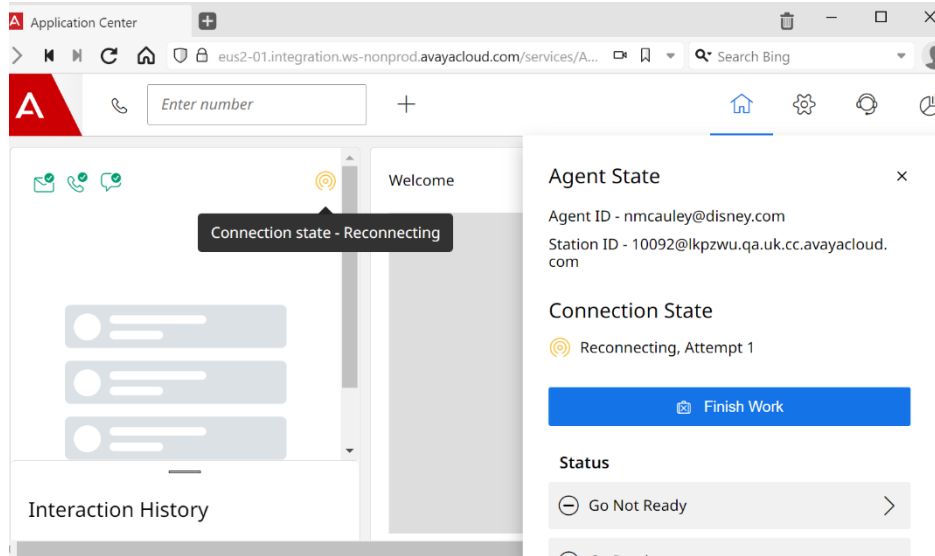 Application Center
eus2-01.integration.ws-nonprod.avayacloud.com/services/A...
Search Bing
Enter number
Welcome
Connection state - Reconnecting
Interaction History
Agent State
Agent ID - nmcauley@disney.com
Station ID - 10092@lkpzwu.qa.uk.cc.avayacloud.
com
Connection State
Reconnecting, Attempt 1
Finish Work
Status
Go Not Ready